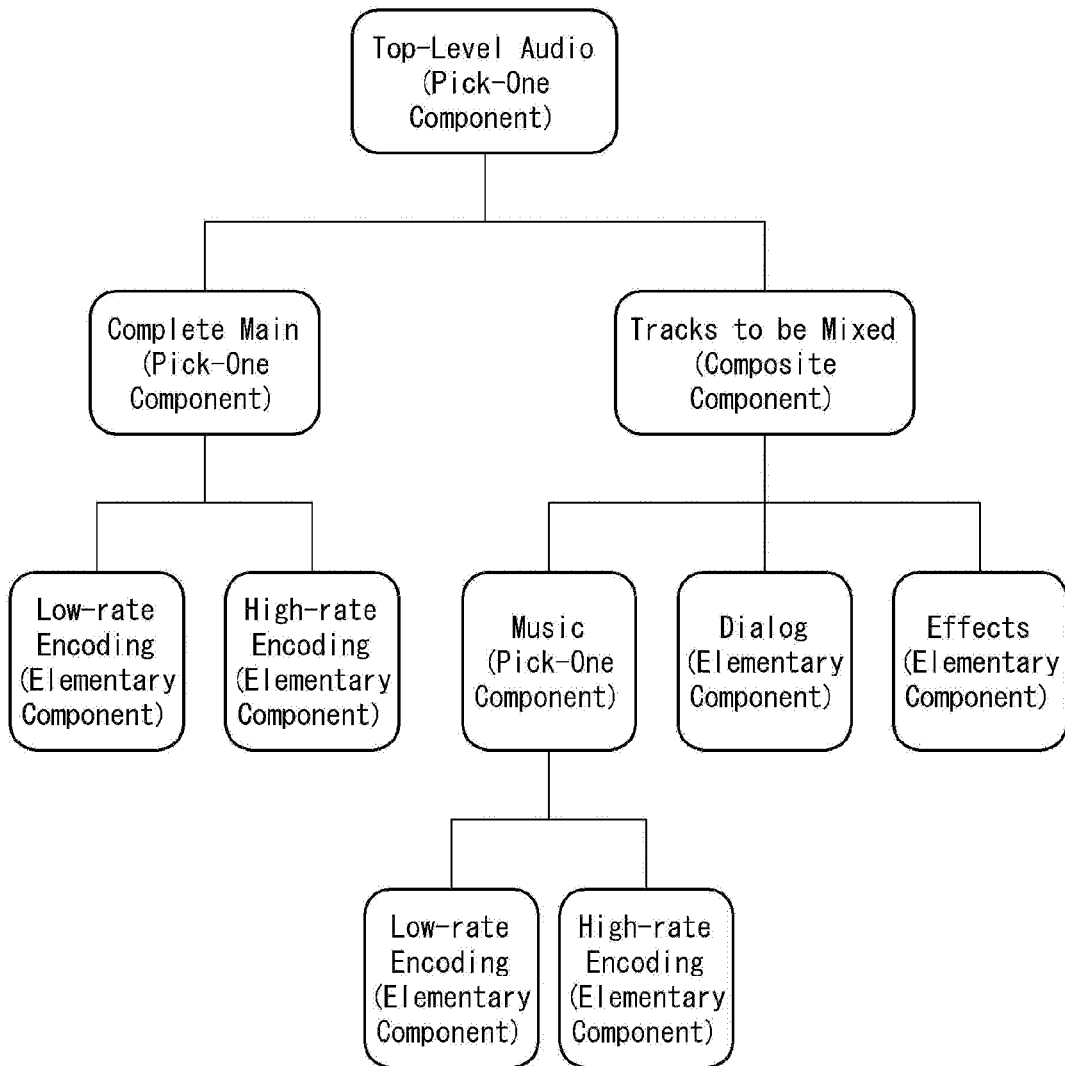 Top-Level Audio
(Pick-One
Component)
Complete Main
(Pick-One
Component)
Tracks to be Mixed
(Composite
Component)
Low-rate
Encoding
(Elementary
Component)
High-rate
Encoding
(Elementary
Component)
Music
(Pick-One
Component)
Dialog
(Elementary
Component)
Effects
(Elementary
Component)
Low-rate
Encoding
(Elementary
Component)
High-rate
Encoding
(Elementary
Component)